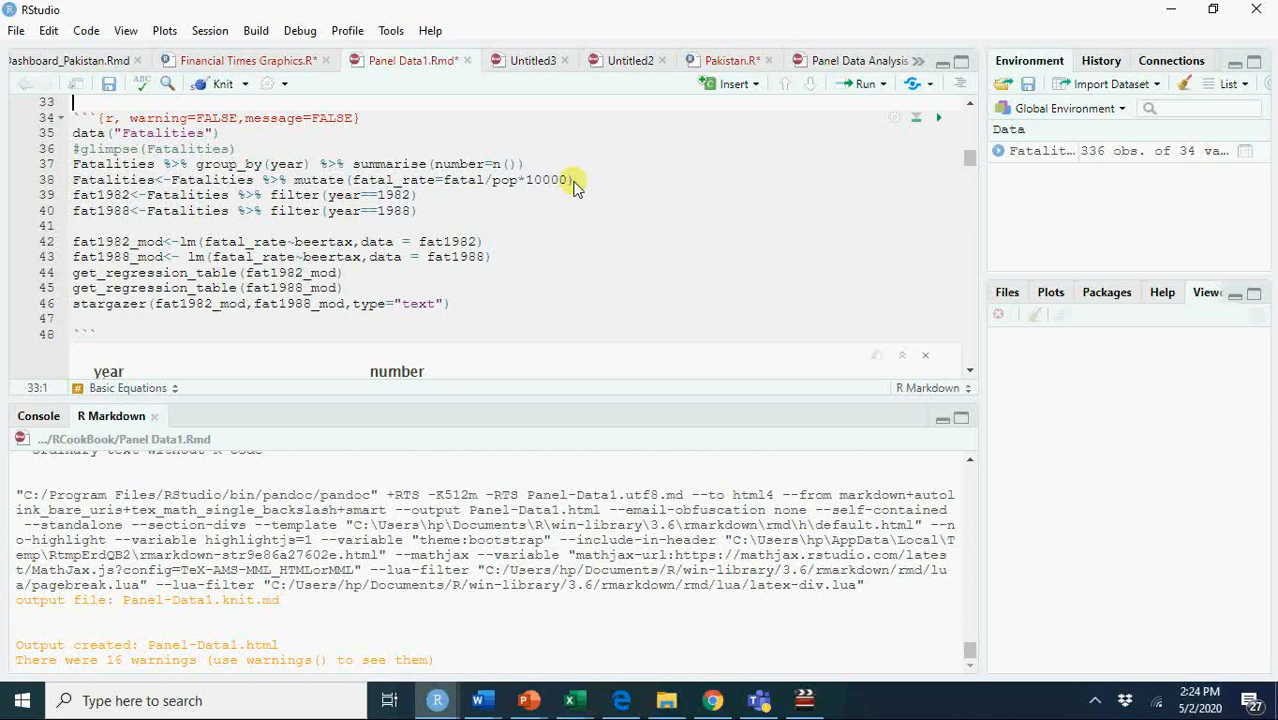 RStudio
File Edit Code View Plots Session Build Debug Profile Tools Help
Dashboard_Pakistan.Rmd Financial Times Graphics.R* Panel Data1.Rmd* Untitled3 Untitled2 Pakistan.R* Panel Data Analysis
Knit Insert Run
33
34 ```{r, warning=FALSE,message=FALSE}
35 data("Fatalities")
36 #glimpse(Fatalities)
37 Fatalities %>% group_by(year) %>% summarise(number=n())
38 Fatalities<-Fatalities %>% mutate(fatal_rate=fatal/pop*10000)
39 fat1982<-Fatalities %>% filter(year==1982)
40 fat1988<-Fatalities %>% filter(year==1988)
41
42 fat1982_mod<-lm(fatal_rate~beertax,data = fat1982)
43 fat1988_mod<- lm(fatal_rate~beertax,data = fat1988)
44 get_regression_table(fat1982_mod)
45 get_regression_table(fat1988_mod)
46 stargazer(fat1982_mod,fat1988_mod,type="text")
47
48 ```
year number
33:1 Basic Equations R Markdown
Console R Markdown
.../RCookBook/Panel Data1.Rmd
ordinary text without R code
"C:/Program Files/RStudio/bin/pandoc/pandoc" +RTS -K512m -RTS Panel-Data1.utf8.md --to html4 --from markdown+autol
ink_bare_uris+tex_math_single_backslash+smart --output Panel-Data1.html --email-obfuscation none --self-contained
--standalone --section-divs --template "C:\Users\hp\Documents\R\win-library\3.6\rmarkdown\rmd\h\default.html" --n
o-highlight --variable highlightjs=1 --variable "theme:bootstrap" --include-in-header "C:\Users\hp\AppData\Local\T
emp\RtmpErdQB2\rmarkdown-str9e86a27602e.html" --mathjax --variable "mathjax-url:https://mathjax.rstudio.com/lates
t/MathJax.js?config=TeX-AMS-MML_HTMLorMML" --lua-filter "C:/Users/hp/Documents/R/win-library/3.6/rmarkdown/rmd/lu
a/pagebreak.lua" --lua-filter "C:/Users/hp/Documents/R/win-library/3.6/rmarkdown/rmd/lua/latex-div.lua"
output file: Panel-Data1.knit.md
Output created: Panel-Data1.html
There were 16 warnings (use warnings() to see them)
Environment History Connections
Import Dataset List
Global Environment
Data
Fatalit... 336 obs. of 34 va...
Files Plots Packages Help Viewe
Type here to search
2:24 PM
5/2/2020
27